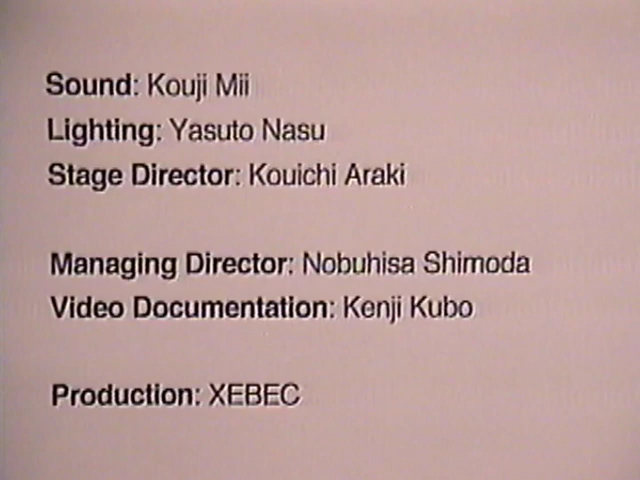 Sound: Kouji Mii
Lighting: Yasuto Nasu
Stage Director: Kouichi Araki
Managing Director: Nobuhisa Shimoda
Video Documentation: Kenji Kubo
Production: XEBEC